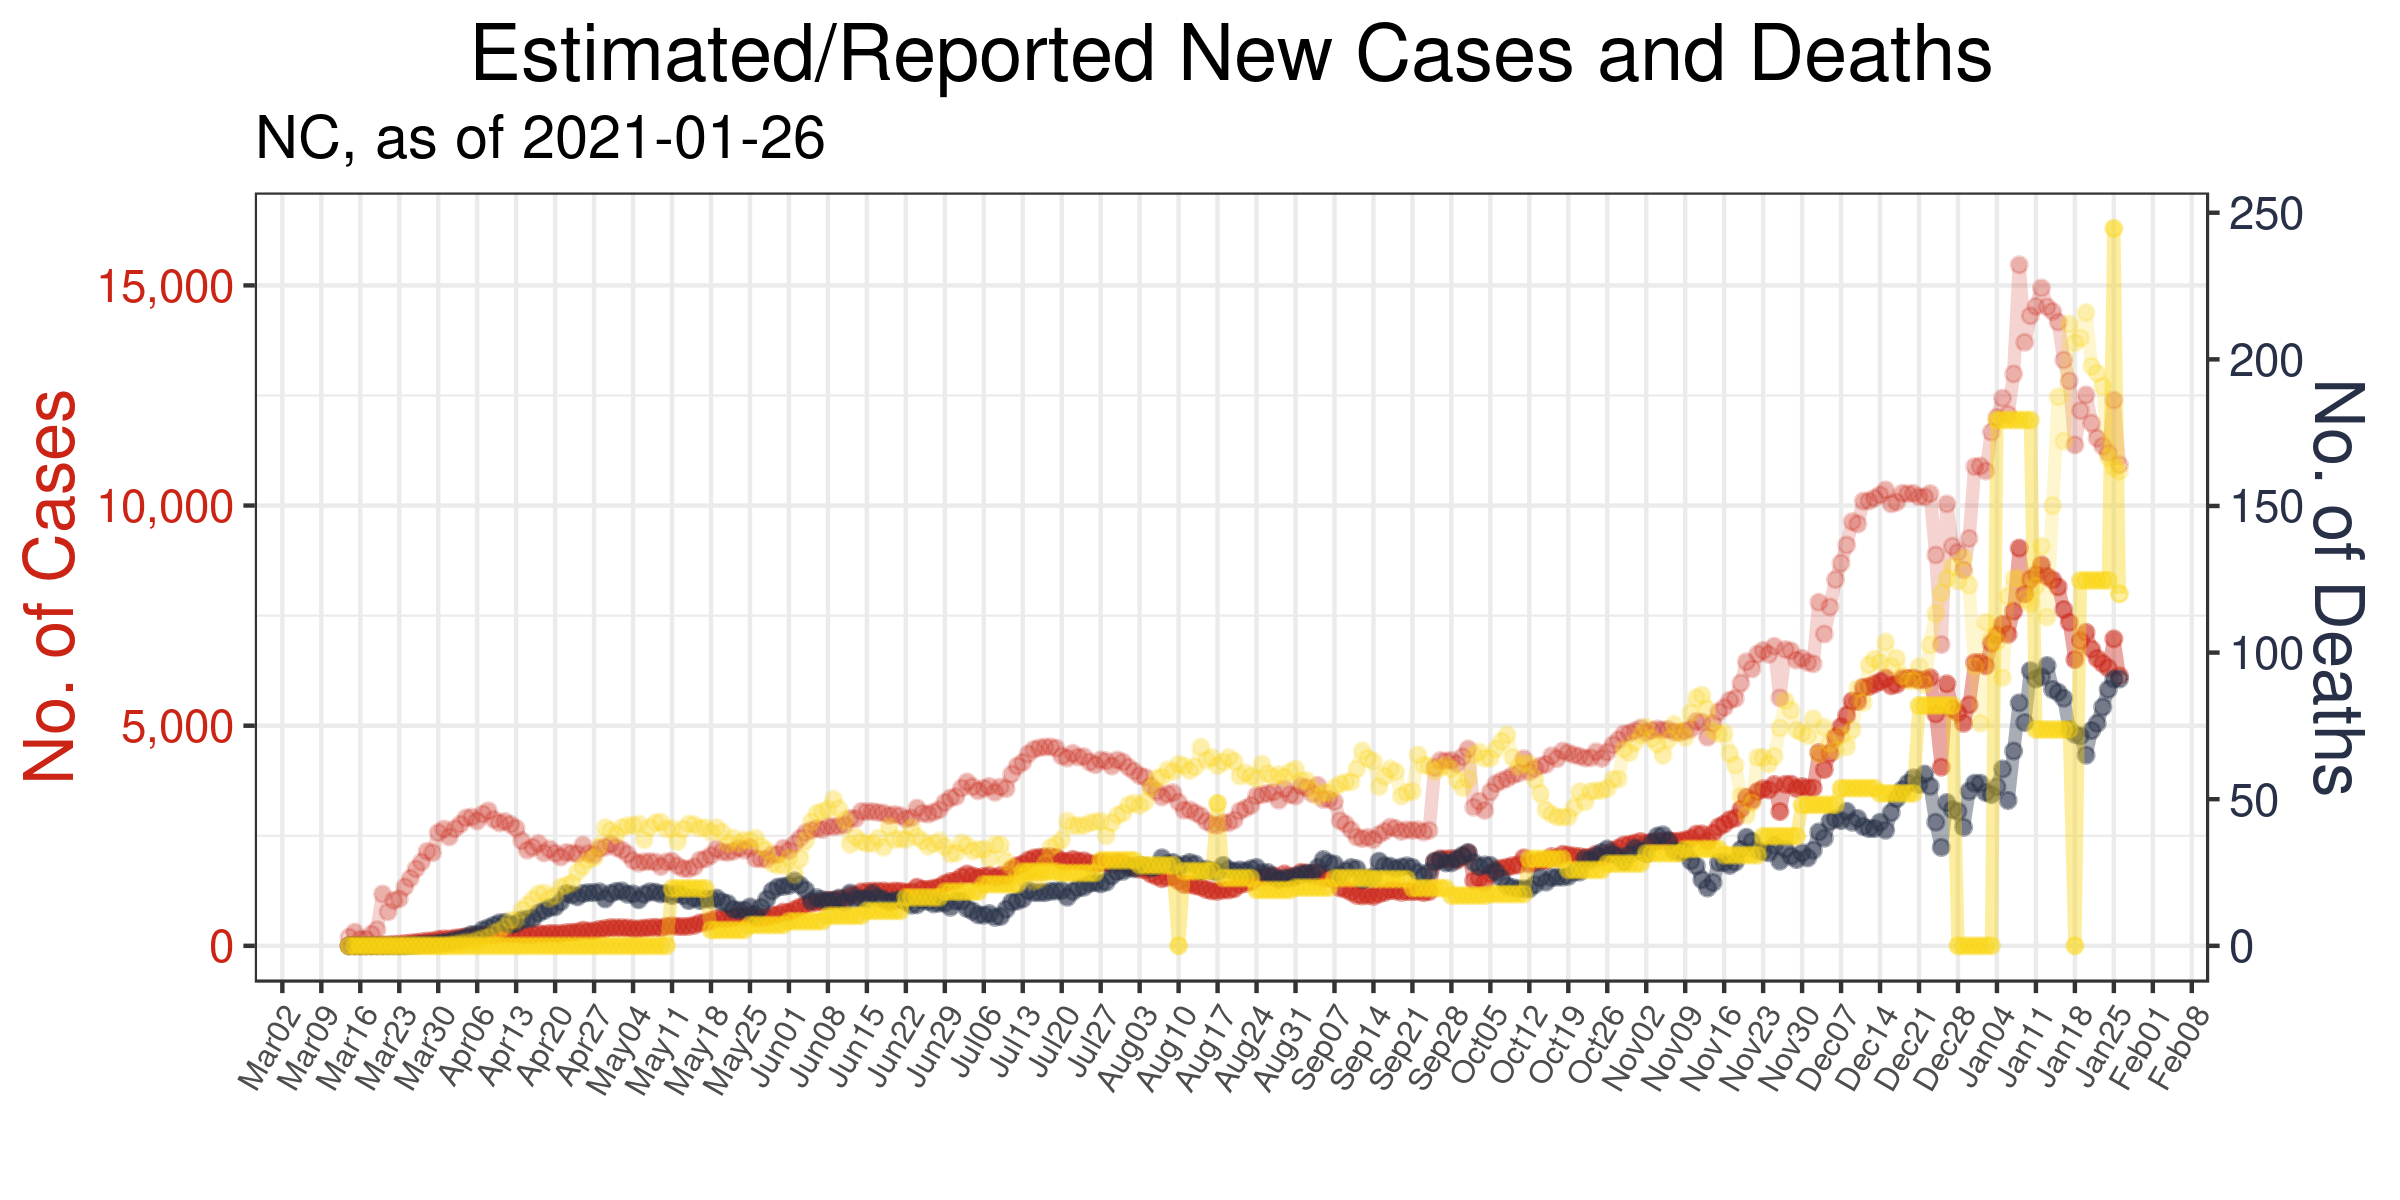 Estimated/Reported New Cases and Deaths
NC, as of 2021-01-26
No. of Cases
15,000
10,000
5,000
0
250
200
150
100
50
0
No. of Deaths
Mar02
Mar09
Mar16
Mar23
Mar30
Apr06
Apr13
Apr20
Apr27
May04
May11
May18
May25
Jun01
Jun08
Jun15
Jun22
Jun29
Jul06
Jul13
Jul20
Jul27
Aug03
Aug10
Aug17
Aug24
Aug31
Sep07
Sep14
Sep21
Sep28
Oct05
Oct12
Oct19
Oct26
Nov02
Nov09
Nov16
Nov23
Nov30
Dec07
Dec14
Dec21
Dec28
Jan04
Jan11
Jan18
Jan25
Feb01
Feb08